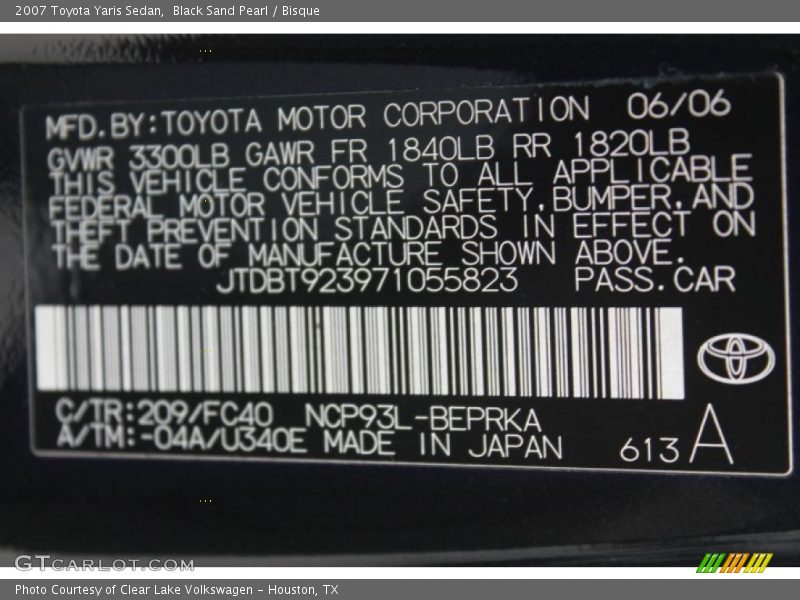 2007 Toyota Yaris Sedan,  Black Sand Pearl / Bisque
MFD.BY:TOYOTA MOTOR CORPORATION 06/06
GVWR 3300LB GAWR FR 1840LB RR 1820LB
THIS VEHICLE CONFORMS TO ALL APPLICABLE
FEDERAL MOTOR VEHICLE SAFETY,BUMPER,AND
THEFT PREVENTION STANDARDS IN EFFECT ON
THE DATE OF MANUFACTURE SHOWN ABOVE.
JTDBT923971055823 PASS.CAR
C/TR:209/FC40 NCP93L-BEPRKA
A/TM:-04A/U340E MADE IN JAPAN 613 A
GTCARLOT.COM
Photo Courtesy of Clear Lake Volkswagen - Houston, TX